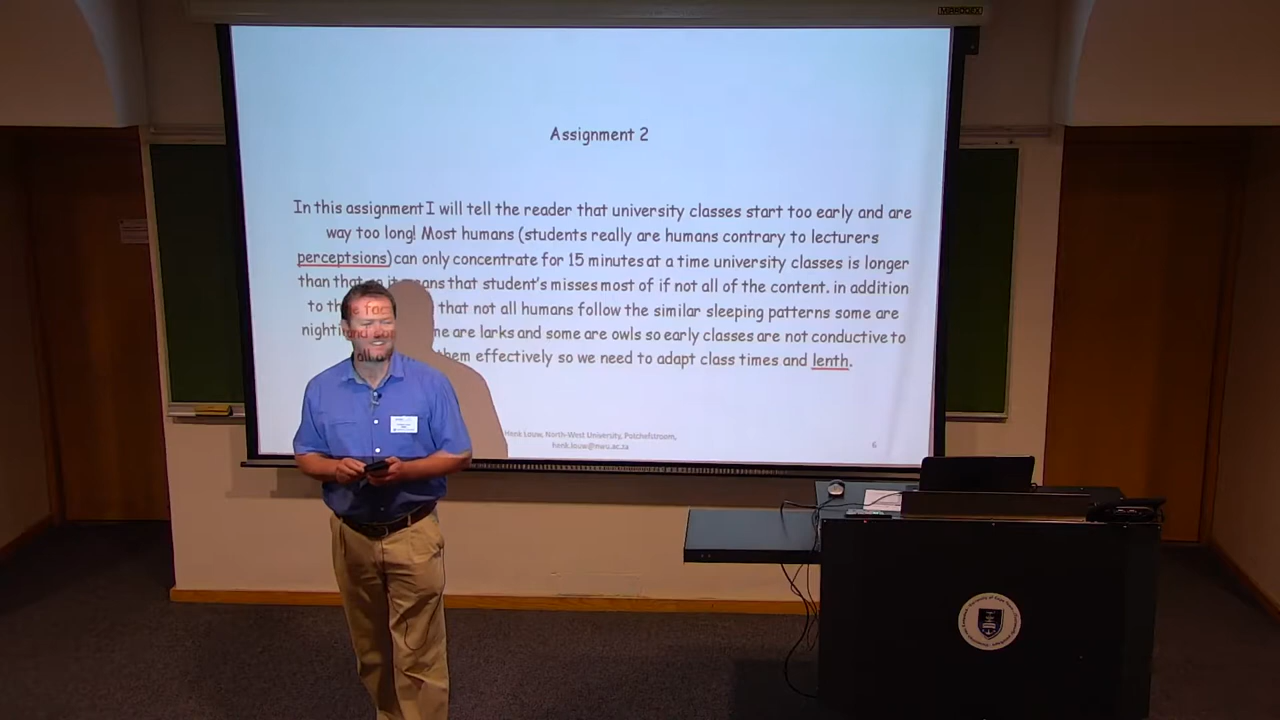 Assignment 2
In this assignment I will tell the reader that university classes start too early and are
way too long! Most humans (students really are humans contrary to lecturers
perceptsions) can only concentrate for 15 minutes at a time university classes is longer
than that so it means that student's misses most of if not all of the content. in addition
to the fac that not all humans follow the similar sleeping patterns some are
are larks and some are owls so early classes are not conductive to
them effectively so we need to adapt class times and lenth.
Henk Louw, North-West University, Potchefstroom,
henk.louw@nwu.ac.za
6